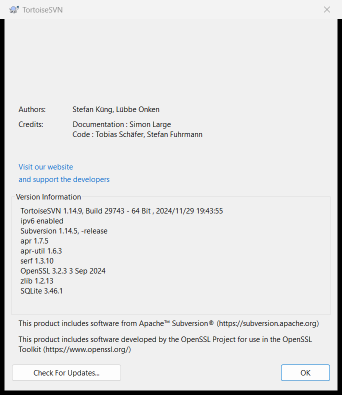 TortoiseSVN
Authors: Stefan Küng, Lübbe Onken
Credits: Documentation : Simon Large
Code : Tobias Schäfer, Stefan Fuhrmann
Visit our website
and support the developers
Version Information
TortoiseSVN 1.14.9, Build 29743 - 64 Bit , 2024/11/29 19:43:55
ipv6 enabled
Subversion 1.14.5, -release
apr 1.7.5
apr-util 1.6.3
serf 1.3.10
OpenSSL 3.2.3 3 Sep 2024
zlib 1.2.13
SQLite 3.46.1
This product includes software from Apache™ Subversion® (https://subversion.apache.org)
This product includes software developed by the OpenSSL Project for use in the OpenSSL
Toolkit (https://www.openssl.org/)
Check For Updates...
OK